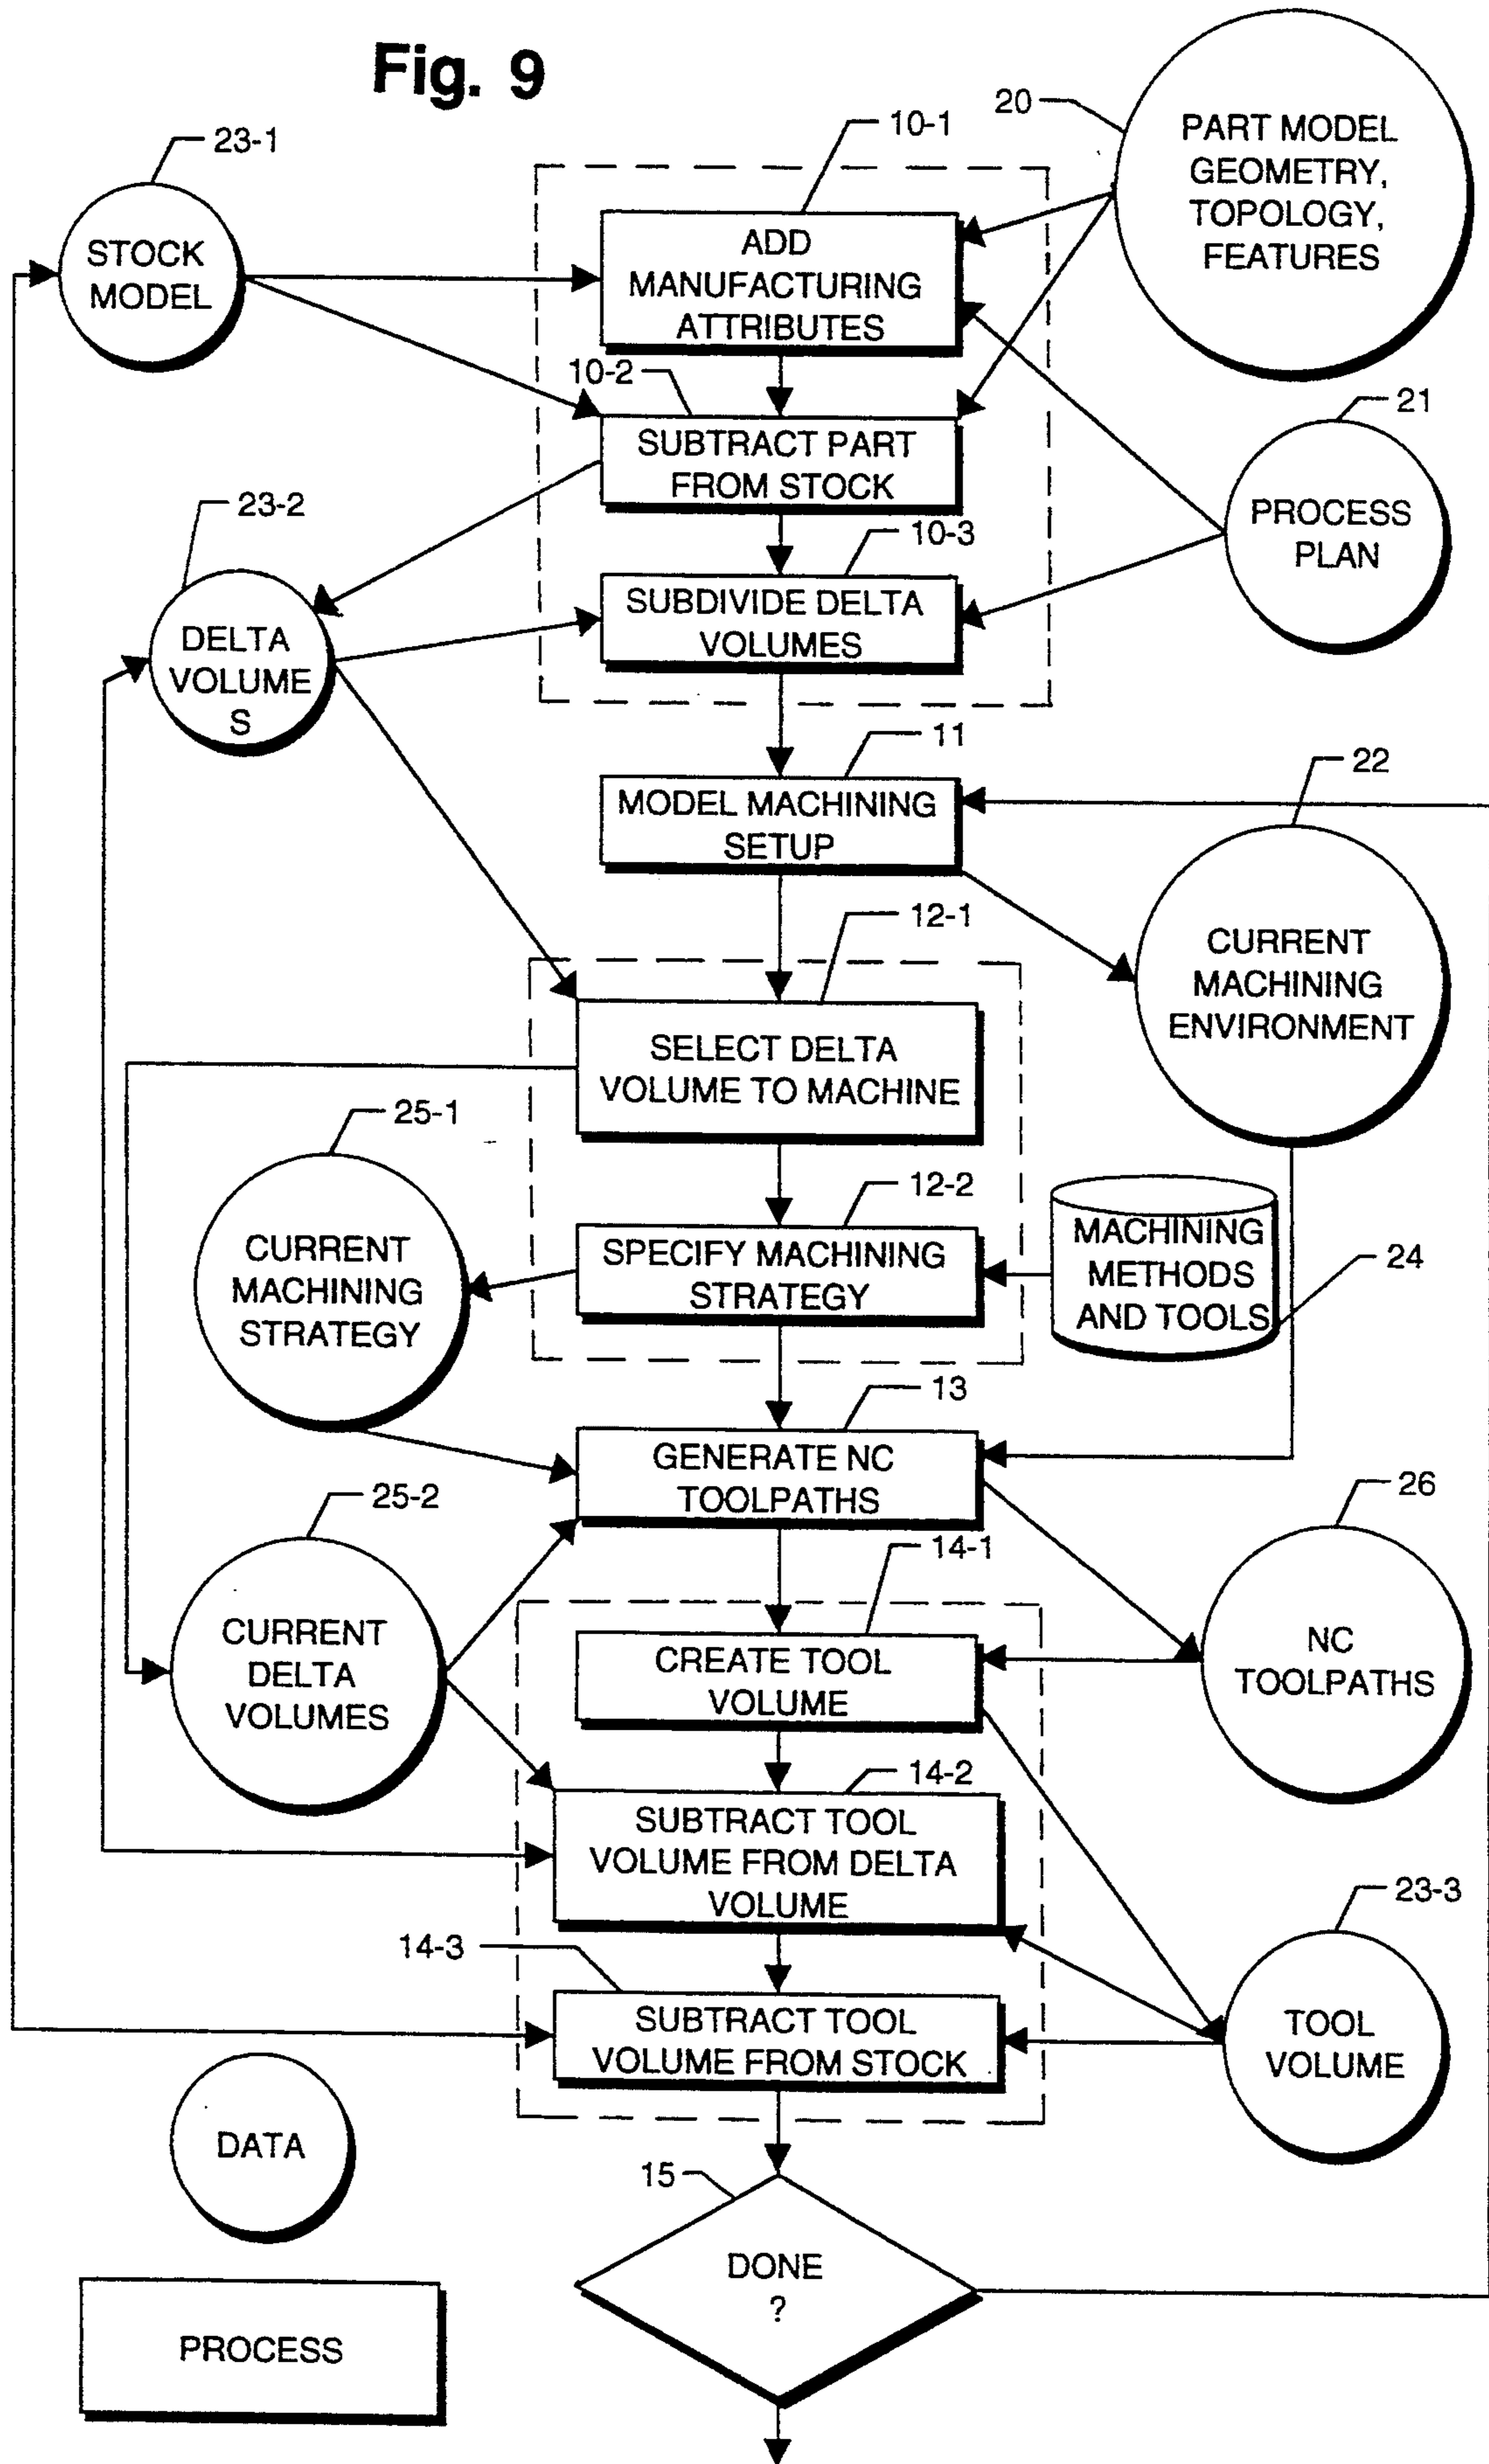 Fig. 9
23-1
10-1
20
PART MODEL
GEOMETRY,
TOPOLOGY,
FEATURES
STOCK
MODEL
ADD
MANUFACTURING
ATTRIBUTES
10-2
21
SUBTRACT PART
FROM STOCK
PROCESS
PLAN
23-2
10-3
DELTA
VOLUME
S
SUBDIVIDE DELTA
VOLUMES
11
22
MODEL MACHINING
SETUP
12-1
CURRENT
MACHINING
ENVIRONMENT
SELECT DELTA
VOLUME TO MACHINE
25-1
12-2
CURRENT
MACHINING
STRATEGY
SPECIFY MACHINING
STRATEGY
MACHINING
METHODS
AND TOOLS
24
13
GENERATE NC
TOOLPATHS
25-2
26
14-1
CURRENT
DELTA
VOLUMES
CREATE TOOL
VOLUME
NC
TOOLPATHS
14-2
SUBTRACT TOOL
VOLUME FROM DELTA
VOLUME
23-3
14-3
SUBTRACT TOOL
VOLUME FROM STOCK
TOOL
VOLUME
DATA
15
DONE
?
PROCESS